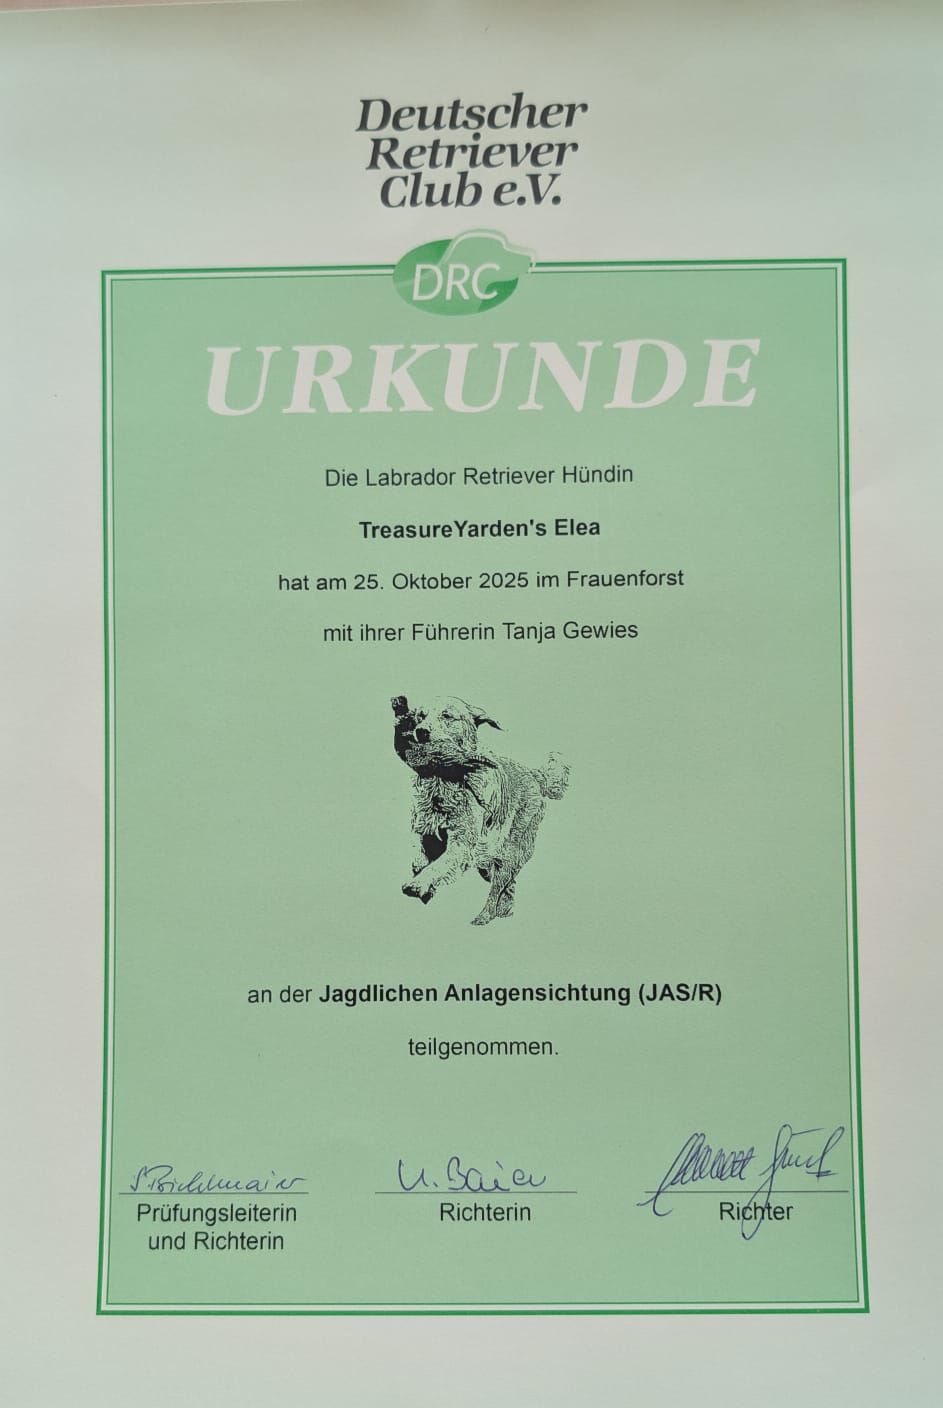 Deutscher
Retriever
Club e.V.
DRC
URKUNDE
Die Labrador Retriever Hündin
TreasureYarden's Elea
hat am 25. Oktober 2025 im Frauenforst
mit ihrer Führerin Tanja Gewies
an der Jagdlichen Anlagensichtung (JAS/R)
teilgenommen.
U. Baier
Prüfungsleiterin
und Richterin
Richterin
Richter